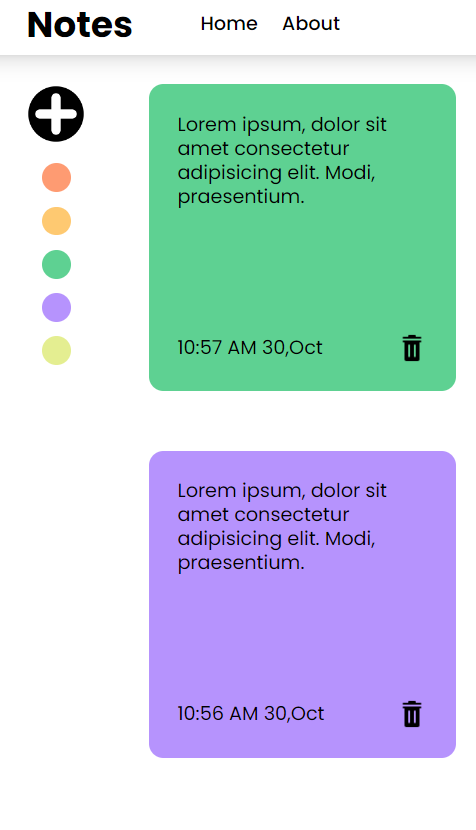 Notes
Home About
Lorem ipsum, dolor sit
amet consectetur
adipisicing elit. Modi,
praesentium.
10:57 AM 30,Oct
Lorem ipsum, dolor sit
amet consectetur
adipisicing elit. Modi,
praesentium.
10:56 AM 30,Oct